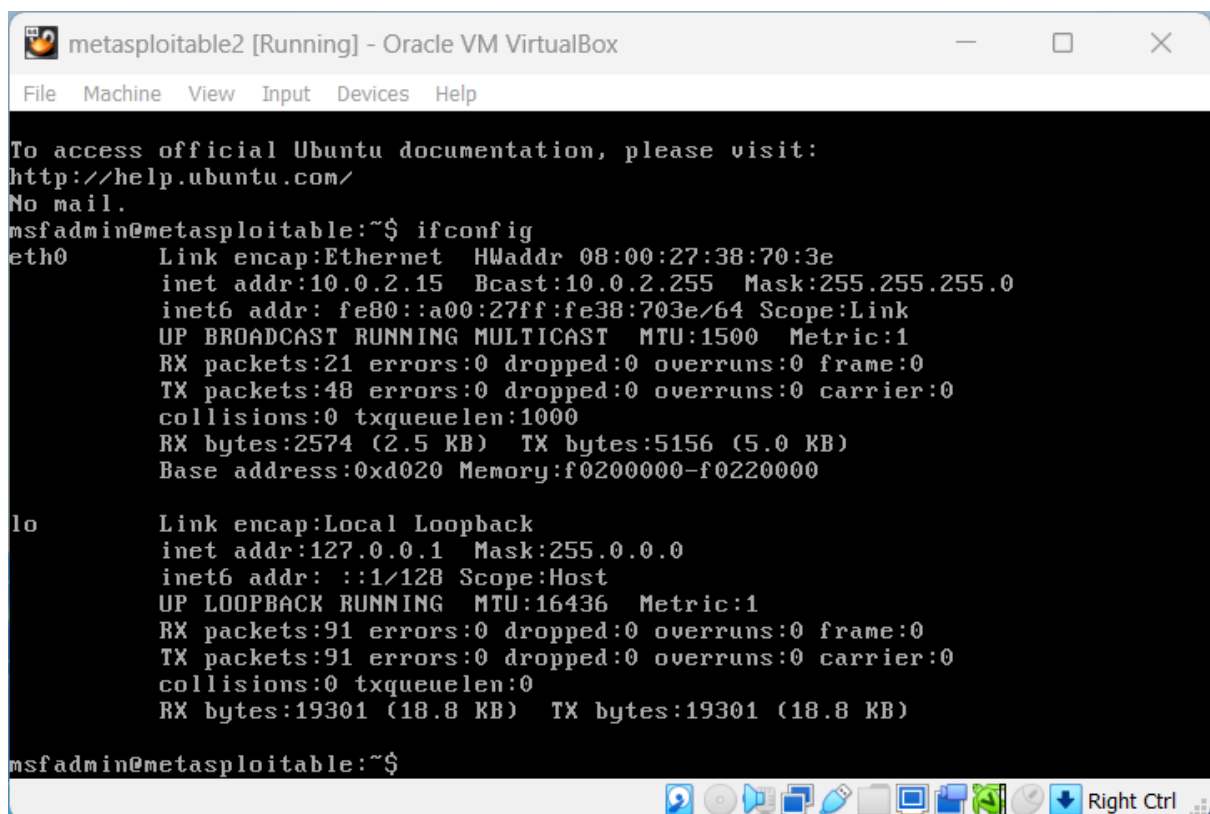 metasploitable2 [Running] - Oracle VM VirtualBox
File Machine View Input Devices Help
To access official Ubuntu documentation, please visit:
http://help.ubuntu.com/
No mail.
msfadmin@metasploitable:~$ ifconfig
eth0      Link encap:Ethernet  HWaddr 08:00:27:38:70:3e
          inet addr:10.0.2.15  Bcast:10.0.2.255  Mask:255.255.255.0
          inet6 addr: fe80::a00:27ff:fe38:703e/64 Scope:Link
          UP BROADCAST RUNNING MULTICAST  MTU:1500  Metric:1
          RX packets:21 errors:0 dropped:0 overruns:0 frame:0
          TX packets:48 errors:0 dropped:0 overruns:0 carrier:0
          collisions:0 txqueuelen:1000
          RX bytes:2574 (2.5 KB)  TX bytes:5156 (5.0 KB)
          Base address:0xd020 Memory:f0200000-f0220000
lo        Link encap:Local Loopback
          inet addr:127.0.0.1  Mask:255.0.0.0
          inet6 addr: ::1/128 Scope:Host
          UP LOOPBACK RUNNING  MTU:16436  Metric:1
          RX packets:91 errors:0 dropped:0 overruns:0 frame:0
          TX packets:91 errors:0 dropped:0 overruns:0 carrier:0
          collisions:0 txqueuelen:0
          RX bytes:19301 (18.8 KB)  TX bytes:19301 (18.8 KB)
msfadmin@metasploitable:~$
Right Ctrl